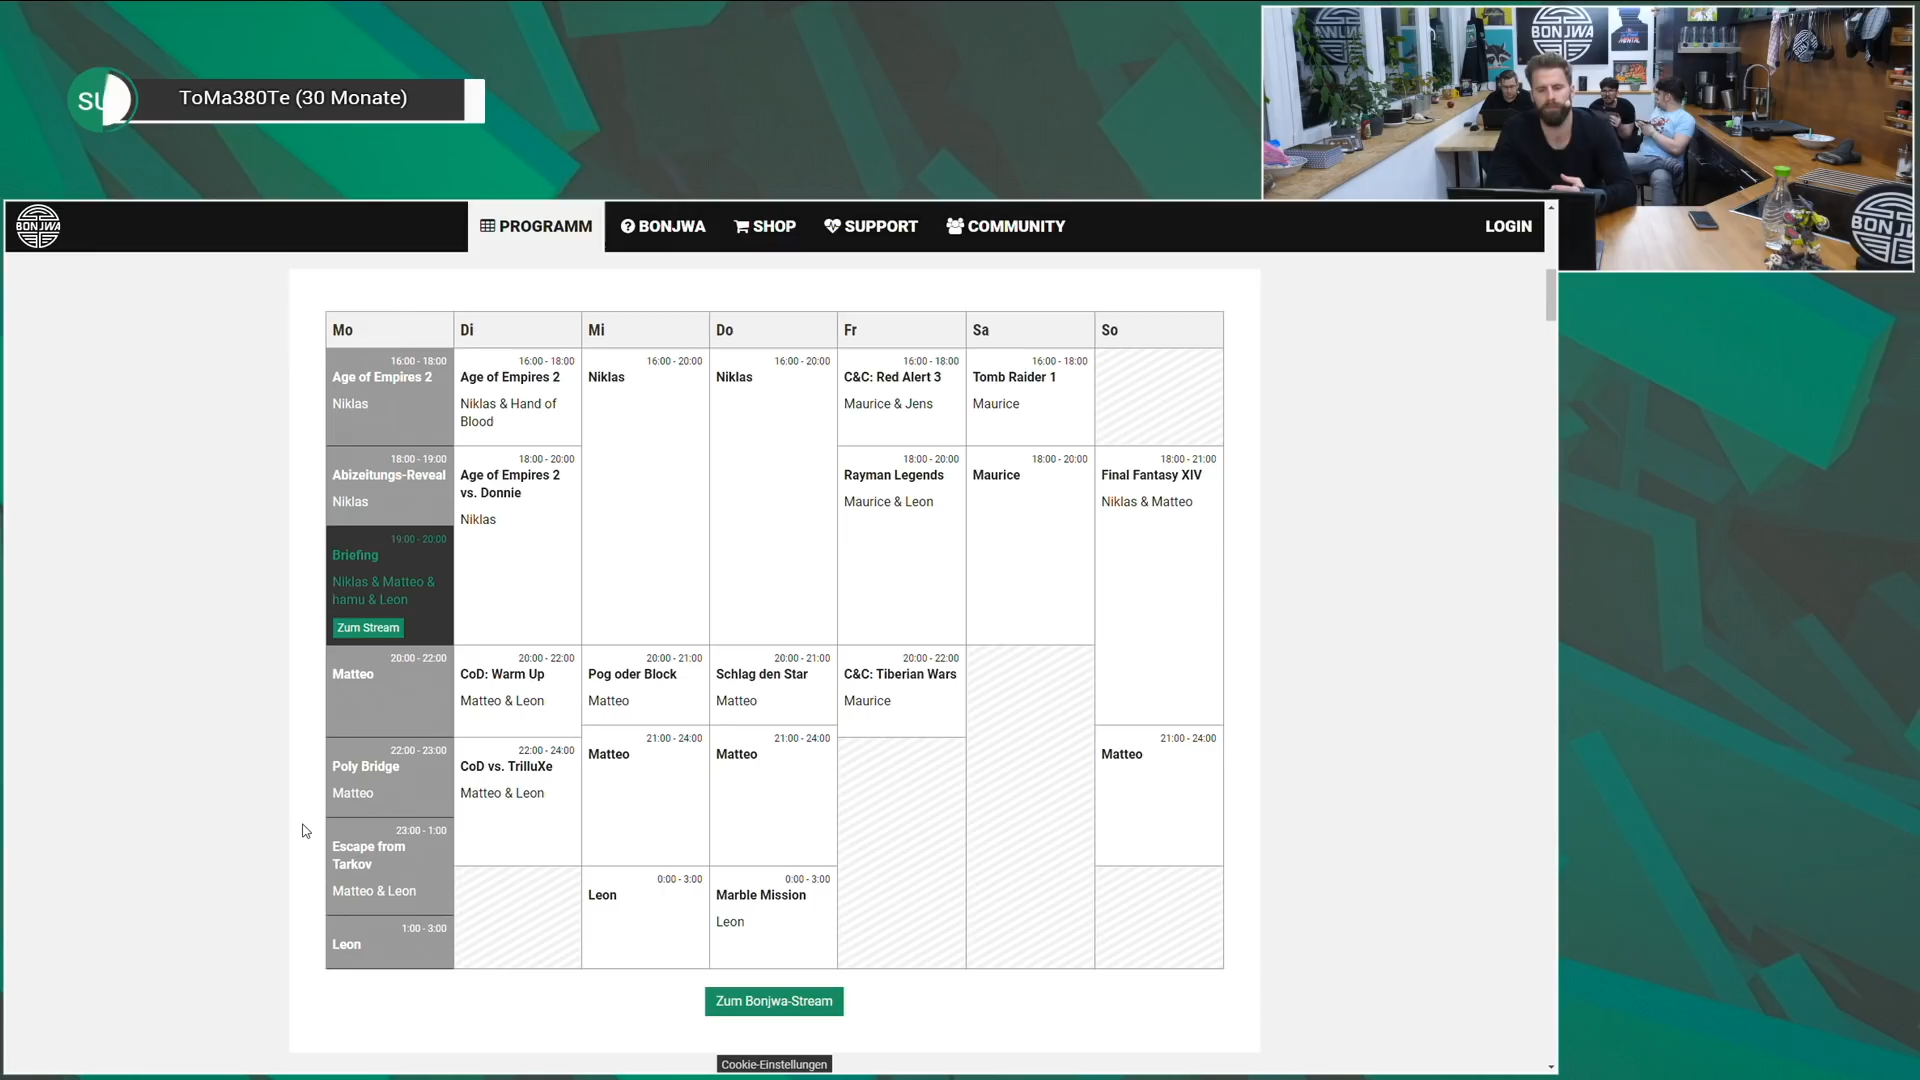 SU
ToMa380Te (30 Monate)
BONJWA
BONJWA
PROGRAMM
BONJWA
SHOP
SUPPORT
COMMUNITY
LOGIN
Mo
Di
Mi
Do
Fr
Sa
So
16:00 - 18:00
Age of Empires 2
Niklas
18:00 - 19:00
Abizeitungs-Reveal
Niklas
19:00 - 20:00
Briefing
Niklas & Matteo &
hamu & Leon
Zum Stream
20:00 - 22:00
Matteo
22:00 - 23:00
Poly Bridge
Matteo
23:00 - 1:00
Escape from
Tarkov
Matteo & Leon
1:00 - 3:00
Leon
16:00 - 18:00
Age of Empires 2
Niklas & Hand of
Blood
18:00 - 20:00
Age of Empires 2
vs. Donnie
Niklas
20:00 - 22:00
CoD: Warm Up
Matteo & Leon
22:00 - 24:00
CoD vs. TrilluXe
Matteo & Leon
16:00 - 20:00
Niklas
20:00 - 21:00
Pog oder Block
Matteo
21:00 - 24:00
Matteo
0:00 - 3:00
Leon
16:00 - 20:00
Niklas
20:00 - 21:00
Schlag den Star
Matteo
21:00 - 24:00
Matteo
0:00 - 3:00
Marble Mission
Leon
16:00 - 18:00
C&C: Red Alert 3
Maurice & Jens
18:00 - 20:00
Rayman Legends
Maurice & Leon
20:00 - 22:00
C&C: Tiberian Wars
Maurice
16:00 - 18:00
Tomb Raider 1
Maurice
18:00 - 20:00
Maurice
18:00 - 21:00
Final Fantasy XIV
Niklas & Matteo
21:00 - 24:00
Matteo
Zum Bonjwa-Stream
Cookie-Einstellungen